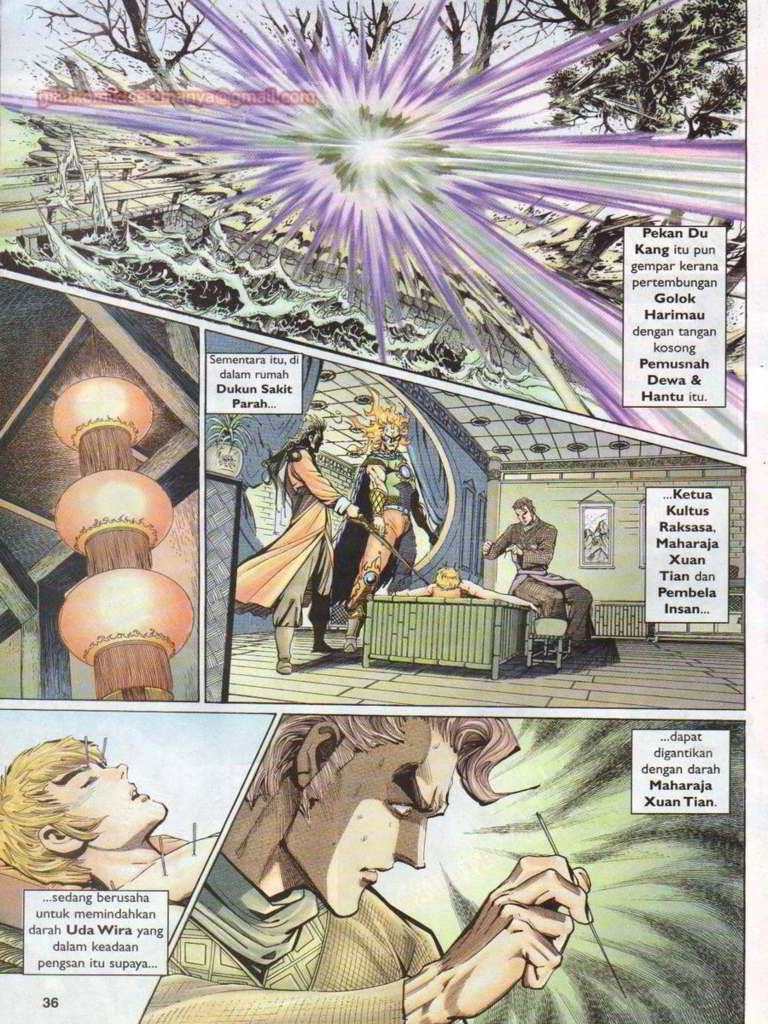 Pekan Du
Kang itu pun
gempar kerana
pertembungan
Golok
Harimau
dengan tangan
kosong
Pemusnah
Dewa &
Hantu itu.
Sementara itu, di
dalam rumah
Dukun Sakit
Parah...
...Ketua
Kultus
Raksasa,
Maharaja
Xuan
Tian dan
Pembela
Insan...
...sedang berusaha
untuk memindahkan
darah Uda Wira yang
dalam keadaan
pengsan itu supaya...
...dapat
digantikan
dengan darah
Maharaja
Xuan Tian.
36